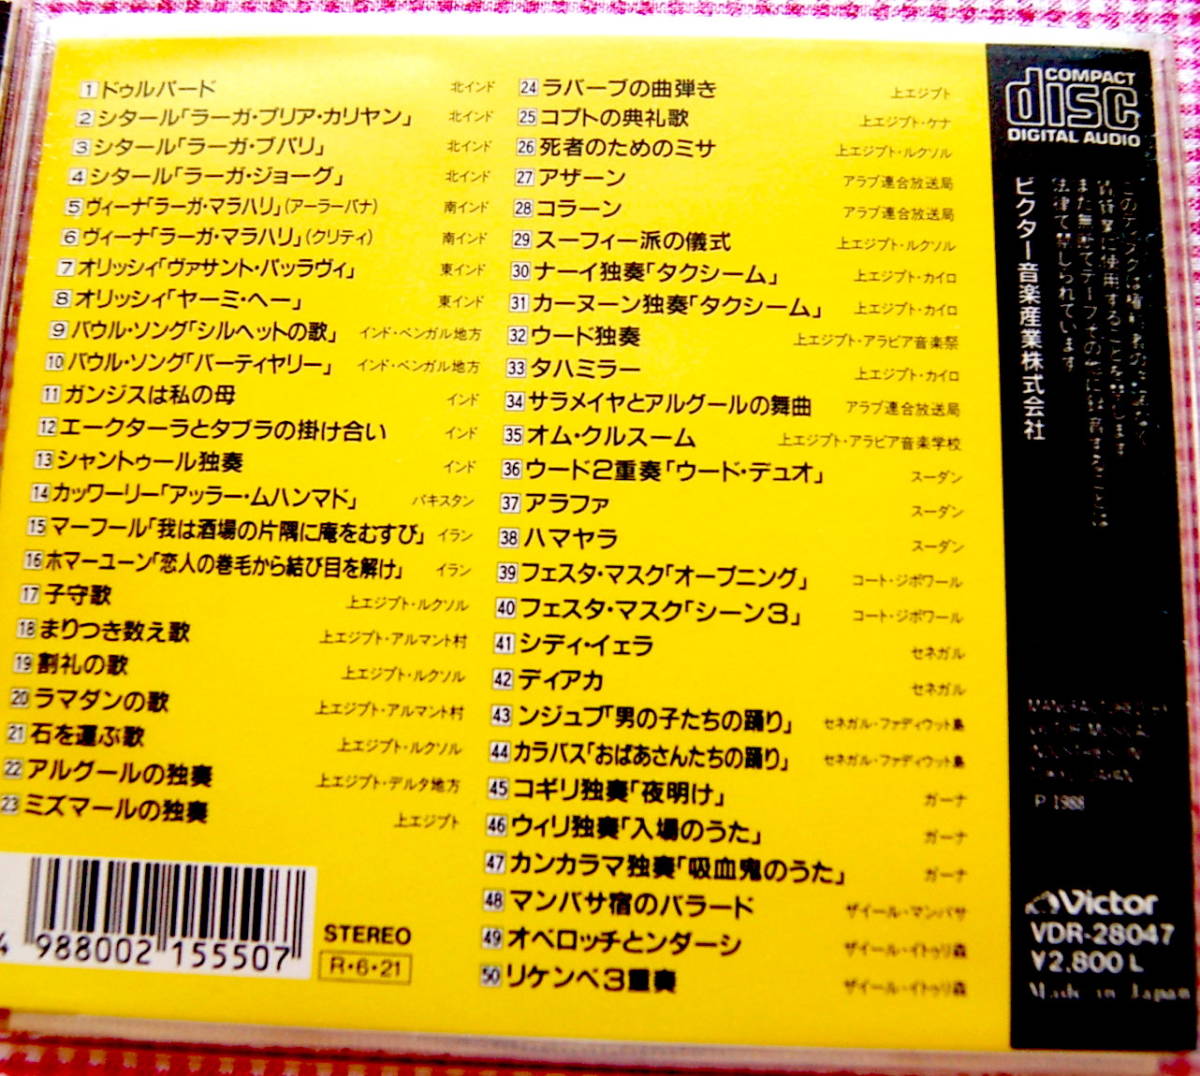 1 ドゥルパード 北インド
2 シタール「ラーガ・プリア・カリヤン」 北インド
3 シタール「ラーガ・ブパリ」 北インド
4 シタール「ラーガ・ジョーグ」 北インド
5 ヴィーナ「ラーガ・マラハリ」(アーラーパナ) 南インド
6 ヴィーナ「ラーガ・マラハリ」(クリティ) 南インド
7 オリッシィ「ヴァサント・パッラヴィ」 東インド
8 オリッシィ「ヤーミ・ヘー」 東インド
9 バウル・ソング「シルヘットの歌」 インド・ベンガル地方
10 バウル・ソング「バーティヤリー」 インド・ベンガル地方
11 ガンジスは私の母 インド
12 エークターラとタブラの掛け合い インド
13 シャントゥール独奏 インド
14 カッワーリー「アッラー・ムハンマド」 パキスタン
15 マーフール「我は酒場の片隅に庵をむすび」 イラン
16 ホマーユーン「恋人の巻毛から結び目を解け」 イラン
17 子守歌 上エジプト・ルクソル
18 まりつき数え歌 上エジプト・アルマント村
19 割礼の歌 上エジプト・ルクソル
20 ラマダンの歌 上エジプト・アルマント村
21 石を運ぶ歌 上エジプト・ルクソル
22 アルグールの独奏 上エジプト・デルタ地方
23 ミズマールの独奏 上エジプト
24 ラバーブの曲弾き 上エジプト
25 コプトの典礼歌 上エジプト・ケナ
26 死者のためのミサ 上エジプト・ルクソル
27 アザーン アラブ連合放送局
28 コラーン アラブ連合放送局
29 スーフィー派の儀式 上エジプト・ルクソル
30 ナーイ独奏「タクシーム」 上エジプト・カイロ
31 カーヌーン独奏「タクシーム」 上エジプト・カイロ
32 ウード独奏 上エジプト・アラビア音楽祭
33 タハミラー 上エジプト・カイロ
34 サラメイヤとアルグールの舞曲 アラブ連合放送局
35 オム・クルスーム 上エジプト・アラビア音楽学校
36 ウード2重奏「ウード・デュオ」 スーダン
37 アラファ スーダン
38 ハマヤラ スーダン
39 フェスタ・マスク「オープニング」 コート・ジボワール
40 フェスタ・マスク「シーン3」 コート・ジボワール
41 シディ・イェラ セネガル
42 ディアカ セネガル
43 ンジュプ「男の子たちの踊り」 セネガル・ファディウット島
44 カラバス「おばあさんたちの踊り」 セネガル・ファディウット島
45 コギリ独奏「夜明け」 ガーナ
46 ウィリ独奏「入場のうた」 ガーナ
47 カンカラマ独奏「吸血鬼のうた」 ガーナ
48 マンバサ宿のバラード ザイール・マンバサ
49 オペロッチとンダーシ ザイール・イトゥリ森
50 リケンベ3重奏 ザイール・イトゥリ森
4 988002 155507
STEREO
R・6・21
COMPACT
disc
DIGITAL AUDIO
また無断でテープその他に録音することは
法律で禁じられています
ビクター音楽産業株式会社
P 1988
Victor
VDR-28047
¥2,800 L
Made in Japan